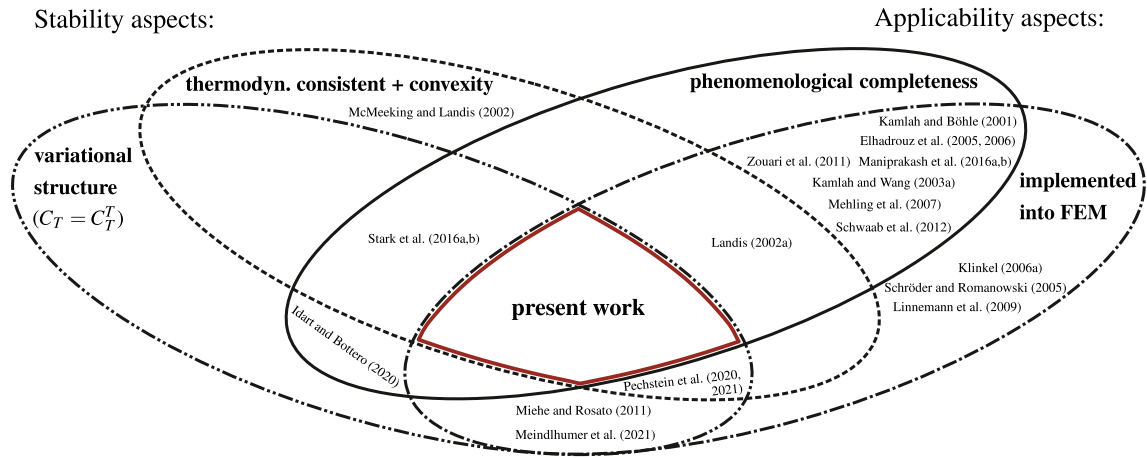 Stability aspects:
Applicability aspects:
thermodyn. consistent + convexity
phenomenological completeness
McMeeking and Landis (2002)
Kamlah and Böhle (2001)
Elhadrouz et al. (2005, 2006)
variational
structure
(C_T = C_T^T)
Zouari et al. (2011) Maniprakash et al. (2016a,b)
Kamlah and Wang (2003a)
implemented
into FEM
Mehling et al. (2007)
Schwaab et al. (2012)
Stark et al. (2016a,b)
Landis (2002a)
Klinkel (2006a)
Schröder and Romanowski (2005)
Linnemann et al. (2009)
present work
Idart and Bottero (2020)
Pechstein et al. (2020,
2021)
Miehe and Rosato (2011)
Meindlhumer et al. (2021)